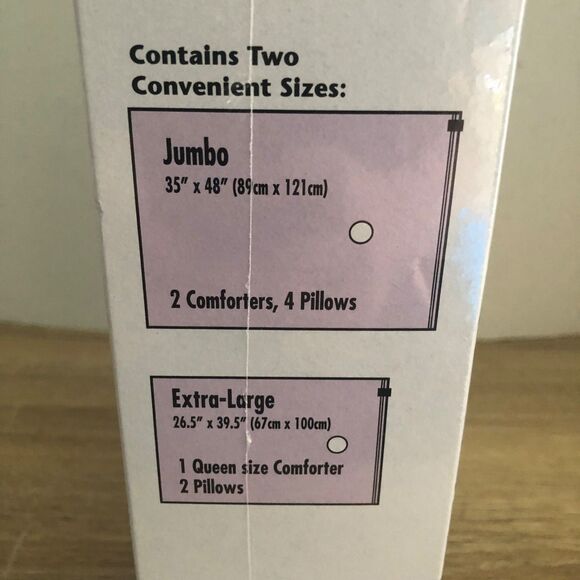 Contains Two
Convenient Sizes:
Jumbo
35" x 48" (89cm x 121cm)
2 Comforters, 4 Pillows
Extra-Large
26.5" x 39.5" (67cm x 100cm)
1 Queen size Comforter
2 Pillows